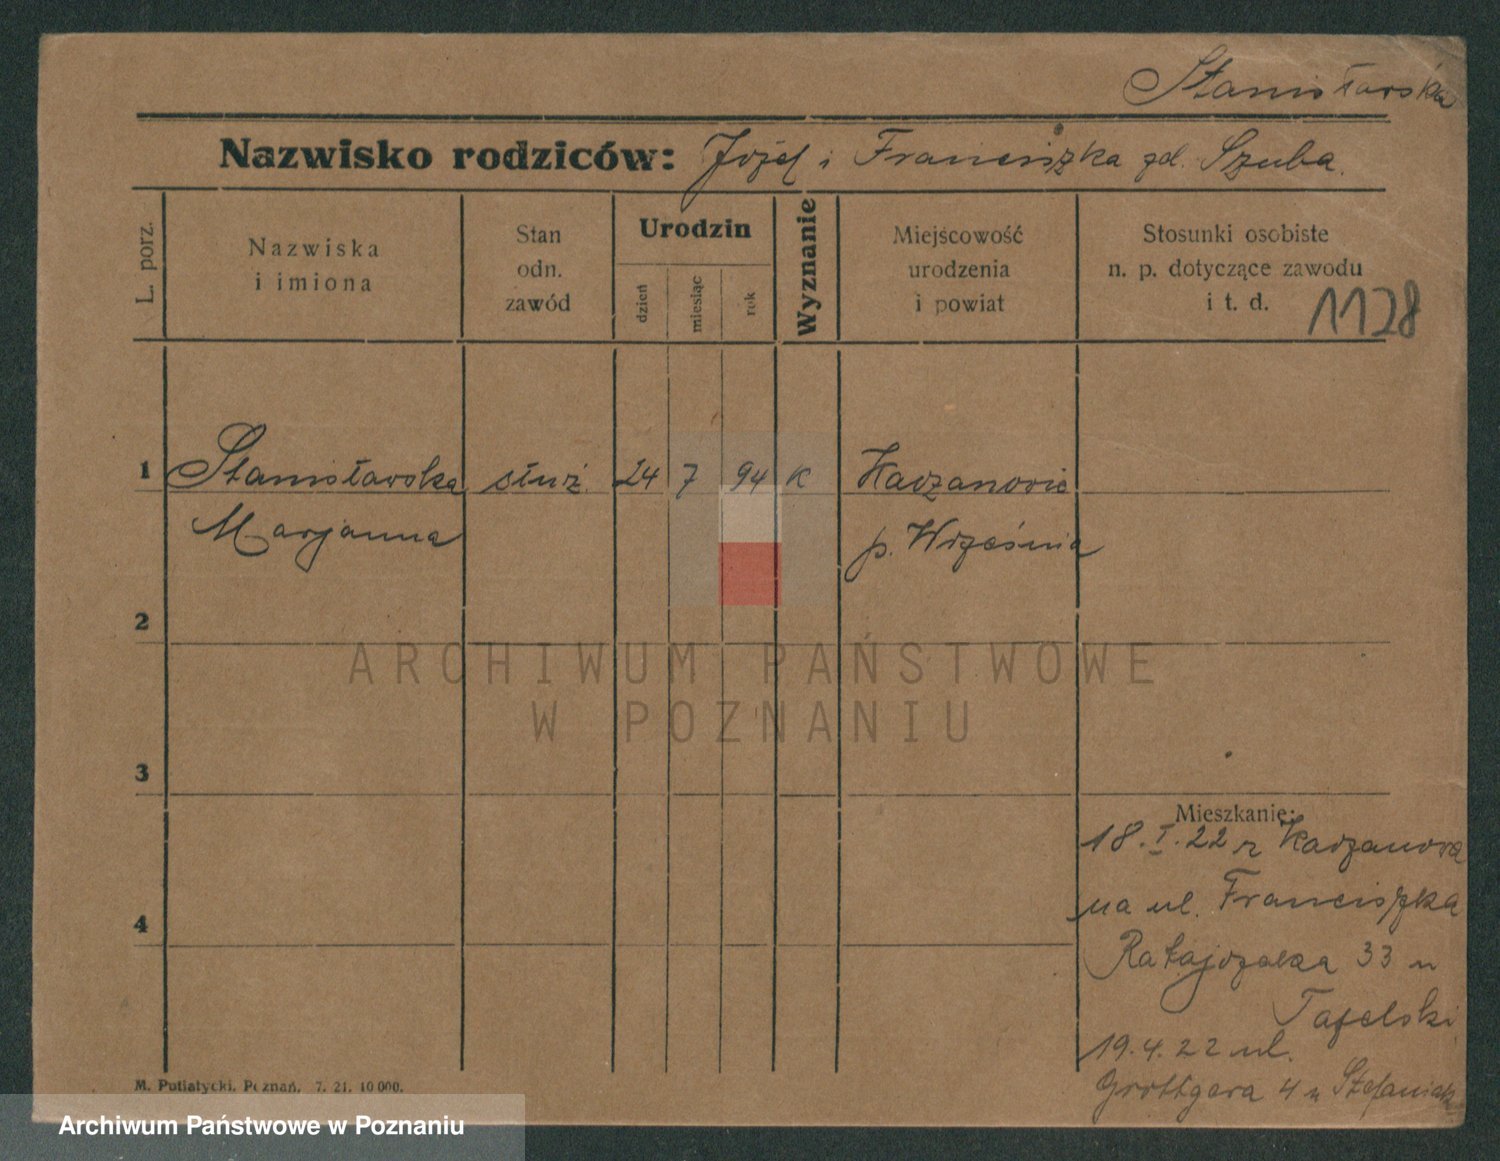 Stanisławska
Nazwisko rodziców: Józef i Franciszka zd. Szuba.
L. porz.
Nazwiska
i imiona
Stan
odn.
zawód
Urodzin
dzień
miesiąc
rok
Wyznanie
Miejscowość
urodzenia
i powiat
Stosunki osobiste
n. p. dotyczące zawodu
i t. d.
1128
1 Stanisławska służ. 24 7 94 K
Marjanna p. Września
2
ARCHIWUM PAŃSTWOWE
W POZNANIU
3
Mieszkanie:
18.I.22 z
4
na ul. Franciszka
Ratajczaka 33 u
Tafelski
19.4.22 ul.
Grottgera 4 u Stefaniak
M. Putiatycki, Poznań. 7. 21. 10 000.
Archiwum Państwowe w Poznaniu